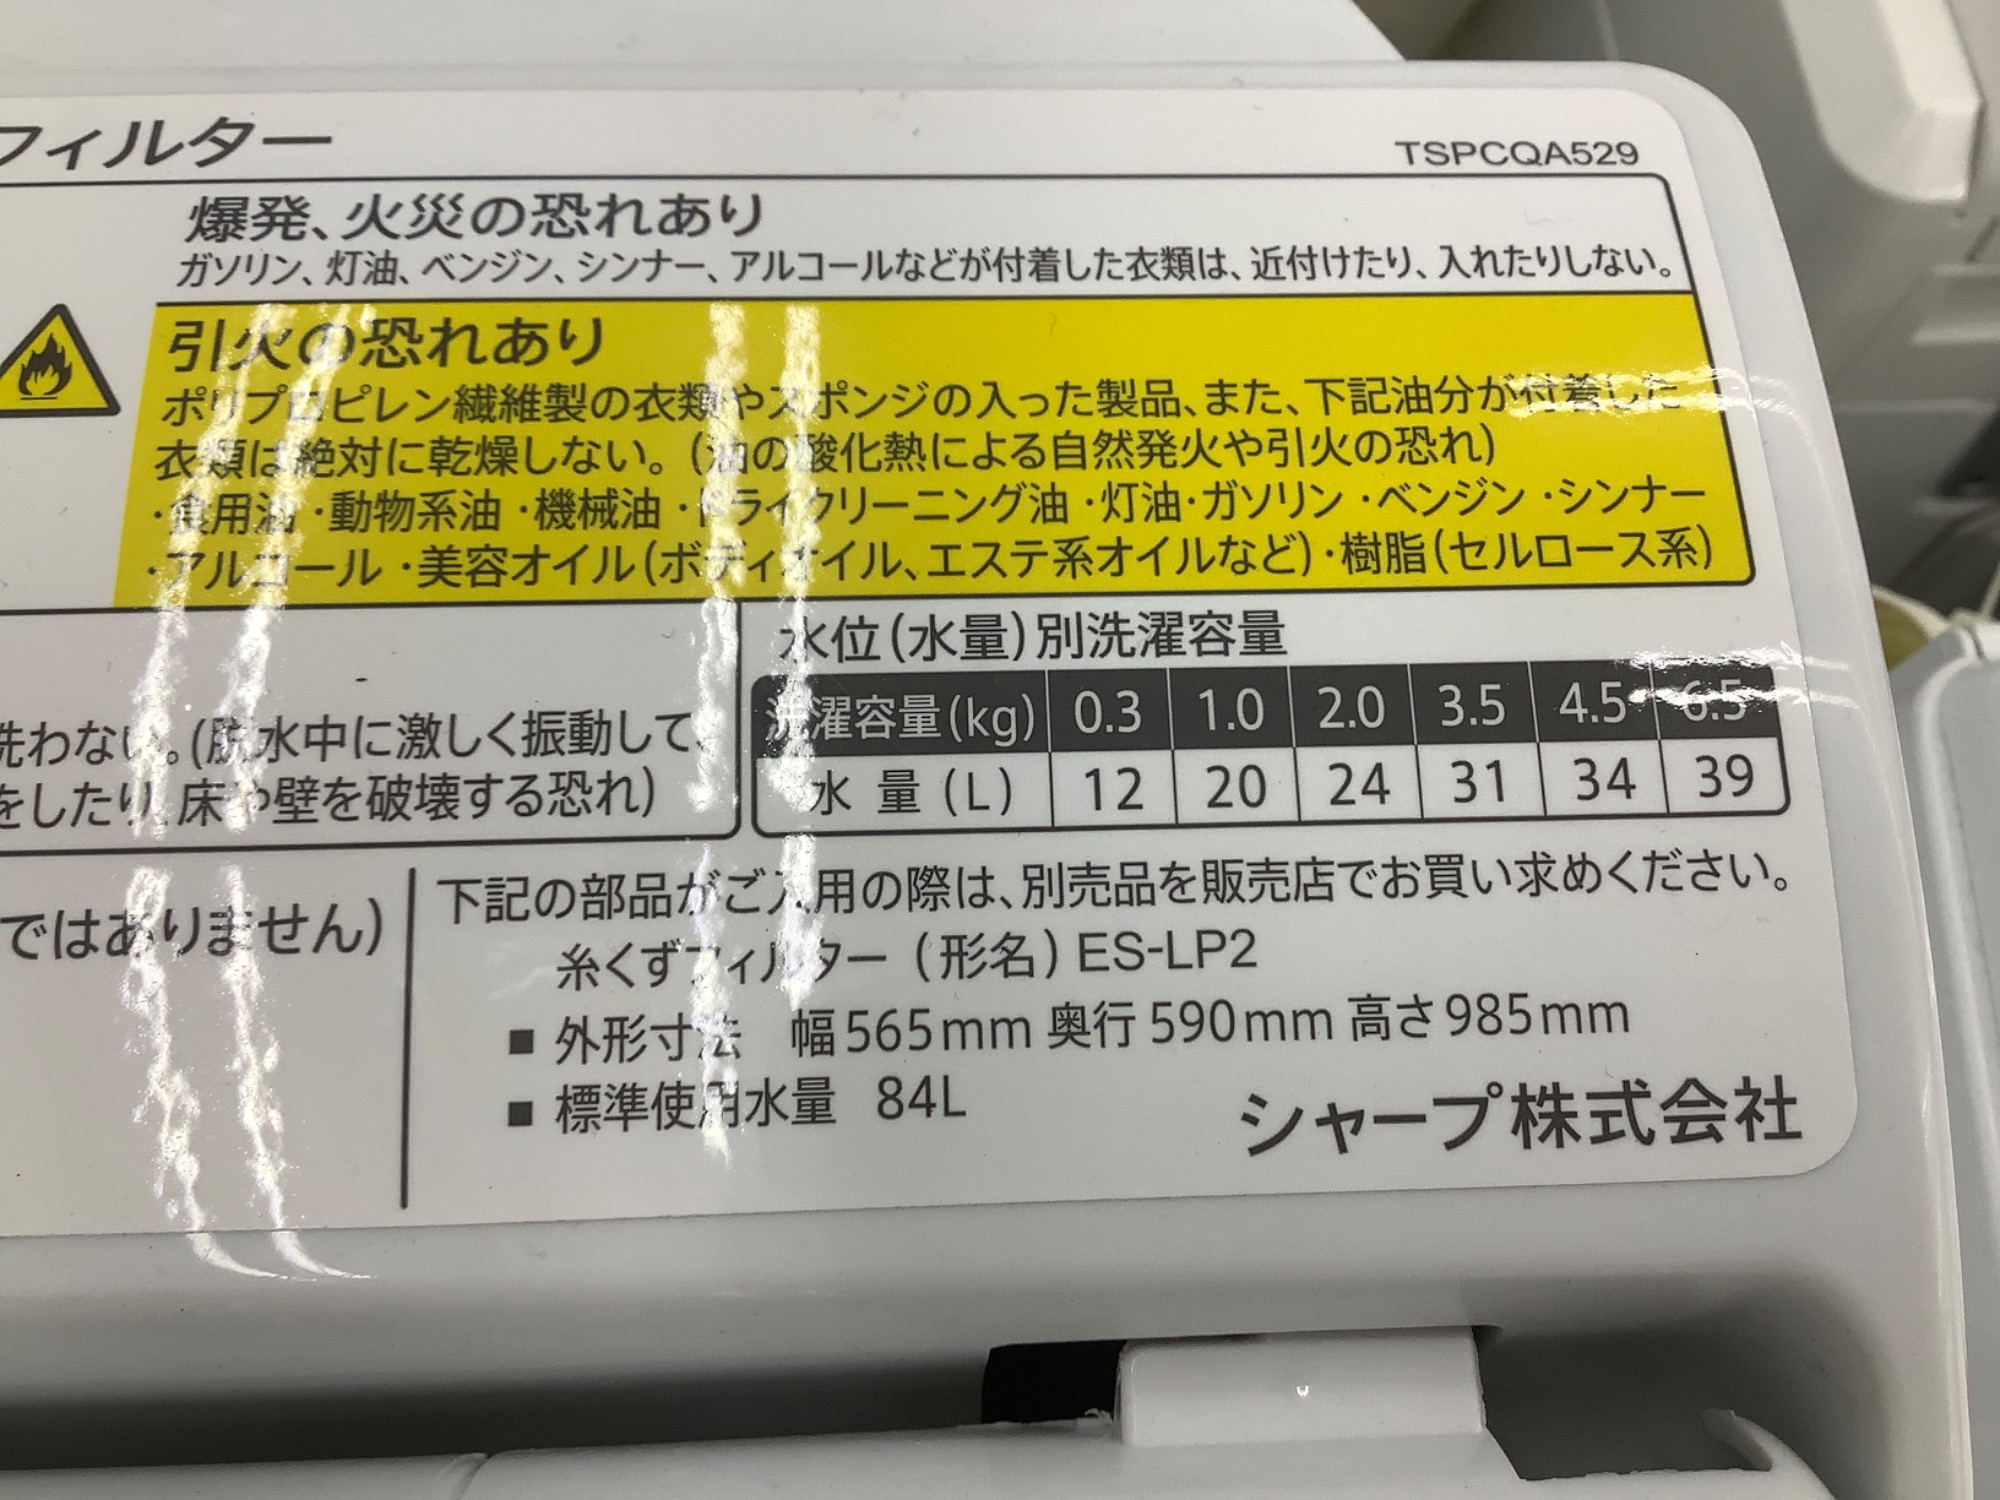 フィルター
TSPCQA529
爆発、火災の恐れあり
ガソリン、灯油、ベンジン、シンナー、アルコールなどが付着した衣類は、近付けたり、入れたりしない。
引火の恐れあり
ポリプロピレン繊維製の衣類やスポンジの入った製品、また、下記油分が付着した
衣類は絶対に乾燥しない。(油の酸化熱による自然発火や引火の恐れ)
・食用油・動物系油・機械油・ドライクリーニング油・灯油・ガソリン・ベンジン・シンナー
・アルコール・美容オイル(ボディオイル、エステ系オイルなど)・樹脂(セルロース系)
洗わない。(脱水中に激しく振動して、
をしたり、床や壁を破壊する恐れ)
水位(水量)別洗濯容量
洗濯容量(kg) 0.3 1.0 2.0 3.5 4.5 6.5
水量(L) 12 20 24 31 34 39
ではありません)
下記の部品がご入用の際は、別売品を販売店でお買い求めください。
糸くずフィルター(形名)ES-LP2
■ 外形寸法 幅565mm 奥行590mm 高さ985mm
■ 標準使用水量 84L
シャープ株式会社